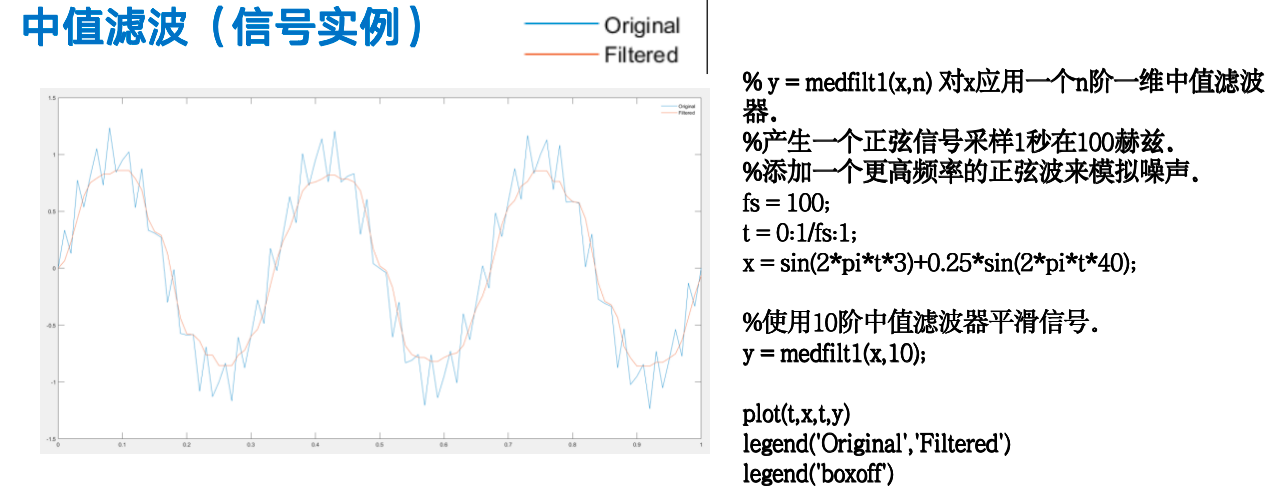 中值滤波（信号实例）
Original
Filtered
% y = medfilt1(x,n) 对x应用一个n阶一维中值滤波
器.
%产生一个正弦信号采样1秒在100赫兹.
%添加一个更高频率的正弦波来模拟噪声.
fs = 100;
t = 0:1/fs:1;
x = sin(2*pi*t*3)+0.25*sin(2*pi*t*40);
%使用10阶中值滤波器平滑信号.
y = medfilt1(x,10);
plot(t,x,t,y)
legend('Original','Filtered')
legend('boxoff')
Original
Filtered
1.5
1
0.5
0
-0.5
-1
-1.5
0 0.1 0.2 0.3 0.4 0.5 0.6 0.7 0.8 0.9 1